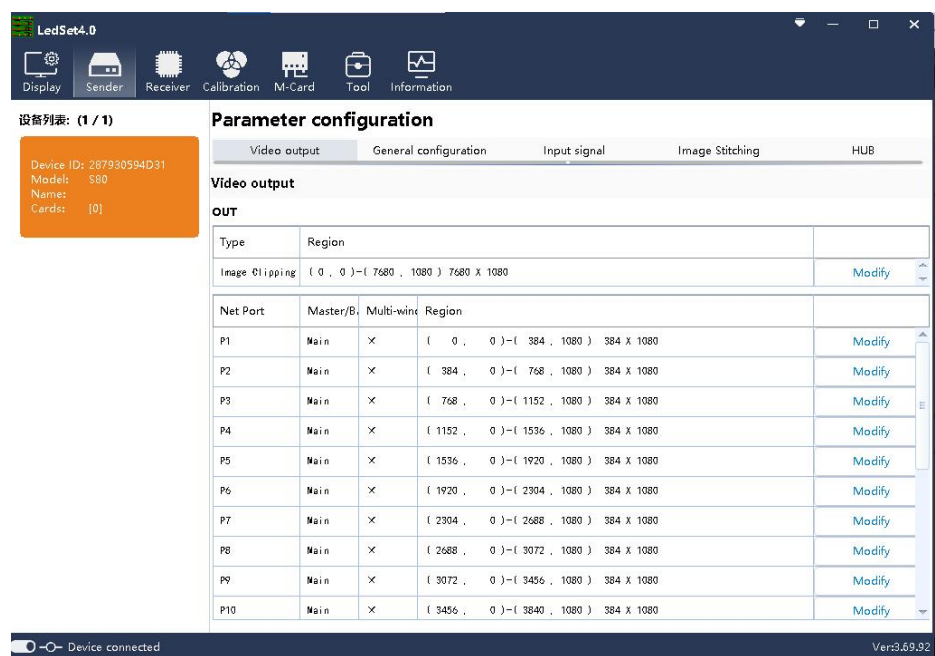 LedSet4.0
Display Sender Receiver Calibration M-Card Tool Information
设备列表: (1 / 1)
Device ID: 287930594D31
Model: S80
Name:
Cards: [0]
Parameter configuration
Video output General configuration Input signal Image Stitching HUB
Video output
OUT
Type Region
Image Clipping ( 0 , 0 )-( 7680 , 1080 ) 7680 X 1080 Modify
Net Port Master/B. Multi-wind Region
P1 Main X ( 0 , 0 )-( 384 , 1080 ) 384 X 1080 Modify
P2 Main X ( 384 , 0 )-( 768 , 1080 ) 384 X 1080 Modify
P3 Main X ( 768 , 0 )-( 1152 , 1080 ) 384 X 1080 Modify
P4 Main X ( 1152 , 0 )-( 1536 , 1080 ) 384 X 1080 Modify
P5 Main X ( 1536 , 0 )-( 1920 , 1080 ) 384 X 1080 Modify
P6 Main X ( 1920 , 0 )-( 2304 , 1080 ) 384 X 1080 Modify
P7 Main X ( 2304 , 0 )-( 2688 , 1080 ) 384 X 1080 Modify
P8 Main X ( 2688 , 0 )-( 3072 , 1080 ) 384 X 1080 Modify
P9 Main X ( 3072 , 0 )-( 3456 , 1080 ) 384 X 1080 Modify
P10 Main X ( 3456 , 0 )-( 3840 , 1080 ) 384 X 1080 Modify
Device connected Ver:3.69.92